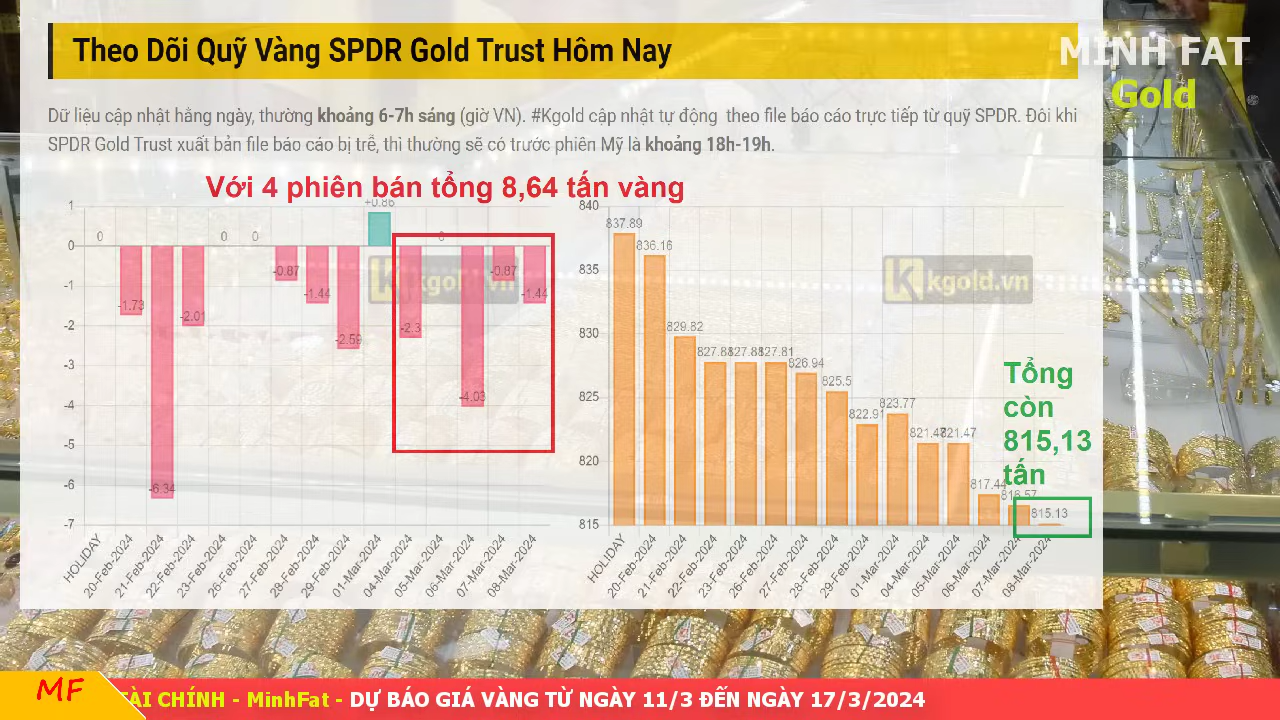 Theo Dõi Quỹ Vàng SPDR Gold Trust Hôm Nay
MINH FAT
Gold
Dữ liệu cập nhật hằng ngày, thường khoảng 6-7h sáng (giờ VN). #Kgold cập nhật tự động theo file báo cáo trực tiếp từ quỹ SPDR. Đôi khi
SPDR Gold Trust xuất bản file báo cáo bị trễ, thì thường sẽ có trước phiên Mỹ là khoảng 18h-19h.
Với 4 phiên bán tổng 8,64 tấn vàng
1
0
-1
-2
-3
-4
-5
-6
-7
0
-1.73
-6.34
-2.01
0
0
-0.87
-1.44
-2.59
+0.86
-2.3
0
-4.03
-0.87
-1.44
K kgold.vn
HOLIDAY
20-Feb-2024
21-Feb-2024
22-Feb-2024
23-Feb-2024
26-Feb-2024
27-Feb-2024
28-Feb-2024
29-Feb-2024
01-Mar-2024
04-Mar-2024
05-Mar-2024
06-Mar-2024
07-Mar-2024
08-Mar-2024
840
835
830
825
820
815
837.89
836.16
829.82
827.81
827.81
827.81
826.94
825.5
822.91
823.77
821.47
821.47
817.44
816.57
815.13
K kgold.vn
Tổng
còn
815,13
tấn
HOLIDAY
20-Feb-2024
21-Feb-2024
22-Feb-2024
23-Feb-2024
26-Feb-2024
27-Feb-2024
28-Feb-2024
29-Feb-2024
01-Mar-2024
04-Mar-2024
05-Mar-2024
06-Mar-2024
07-Mar-2024
08-Mar-2024
MF
TÀI CHÍNH - MinhFat - DỰ BÁO GIÁ VÀNG TỪ NGÀY 11/3 ĐẾN NGÀY 17/3/2024